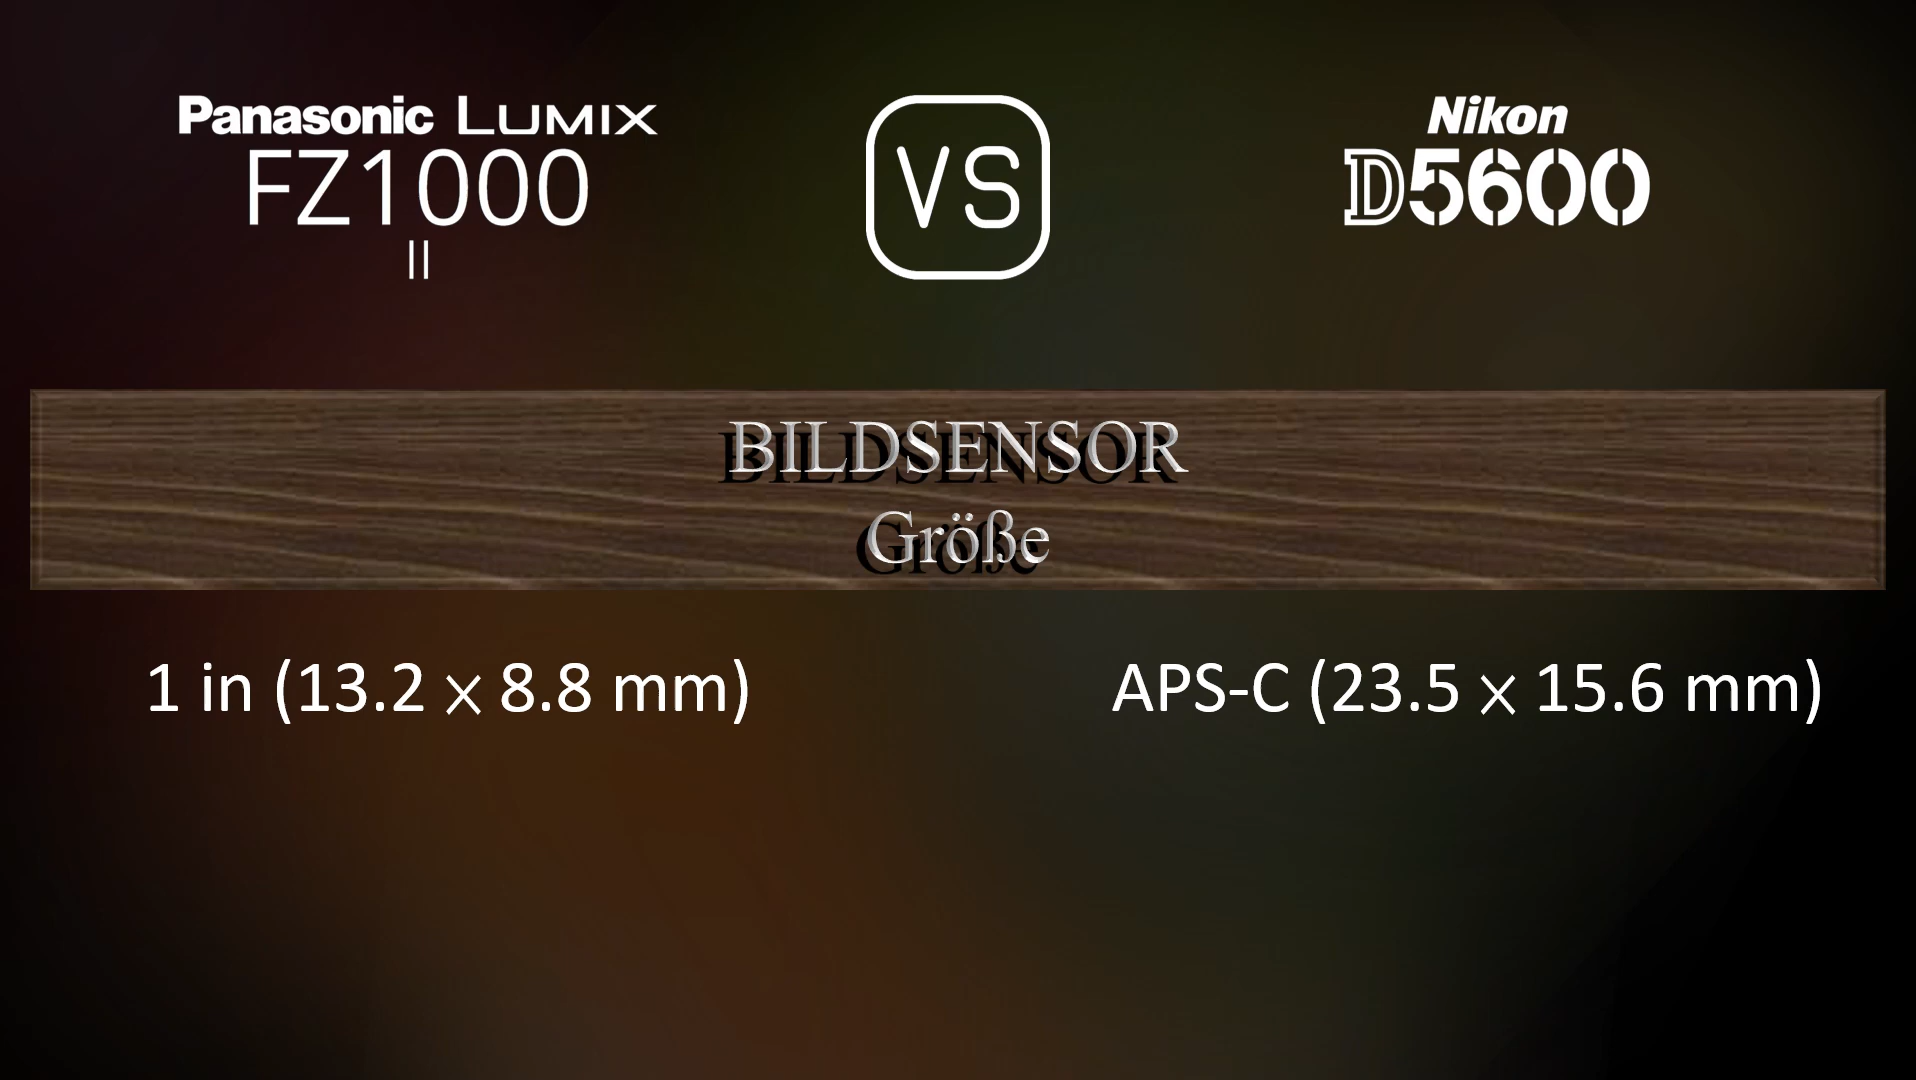 Panasonic LUMIX
FZ1000
II
VS
Nikon
D5600
BILDSENSOR
Größe
1 in (13.2 x 8.8 mm)
APS-C (23.5 x 15.6 mm)